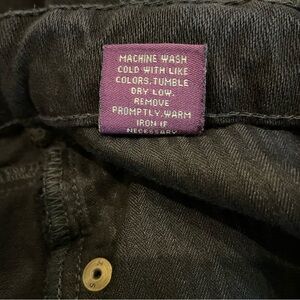 MACHINE WASH
COLD WITH LIKE
COLORS.TUMBLE
DRY LOW.
REMOVE
PROMPTLY.WARM
IRON IF
NECESSARY